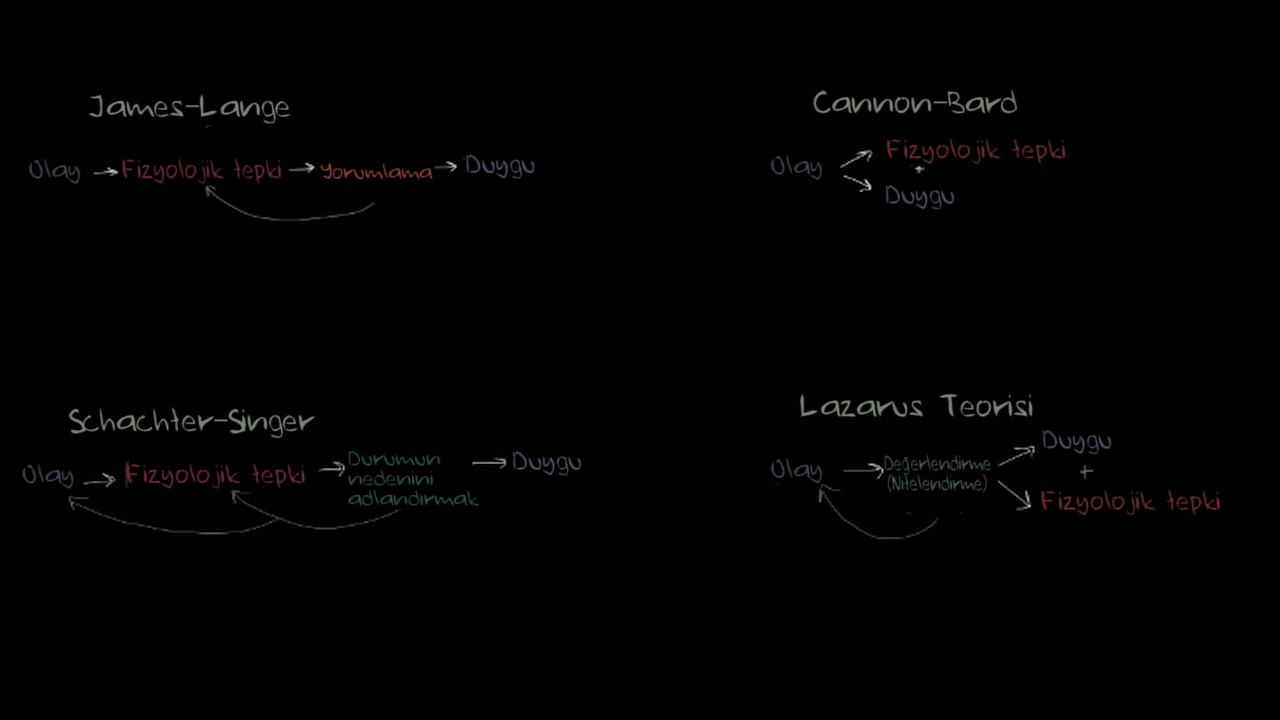 James-Lange
Olay → Fizyolojik tepki → Yorumlama → Duygu
Cannon-Bard
Olay
Fizyolojik tepki
+
Duygu
Schachter-Singer
Olay → Fizyolojik tepki → Durumun
nedenini
adlandırmak → Duygu
Lazarus Teorisi
Olay → Değerlendirme
(Nitelendirme)
Duygu
+
Fizyolojik tepki